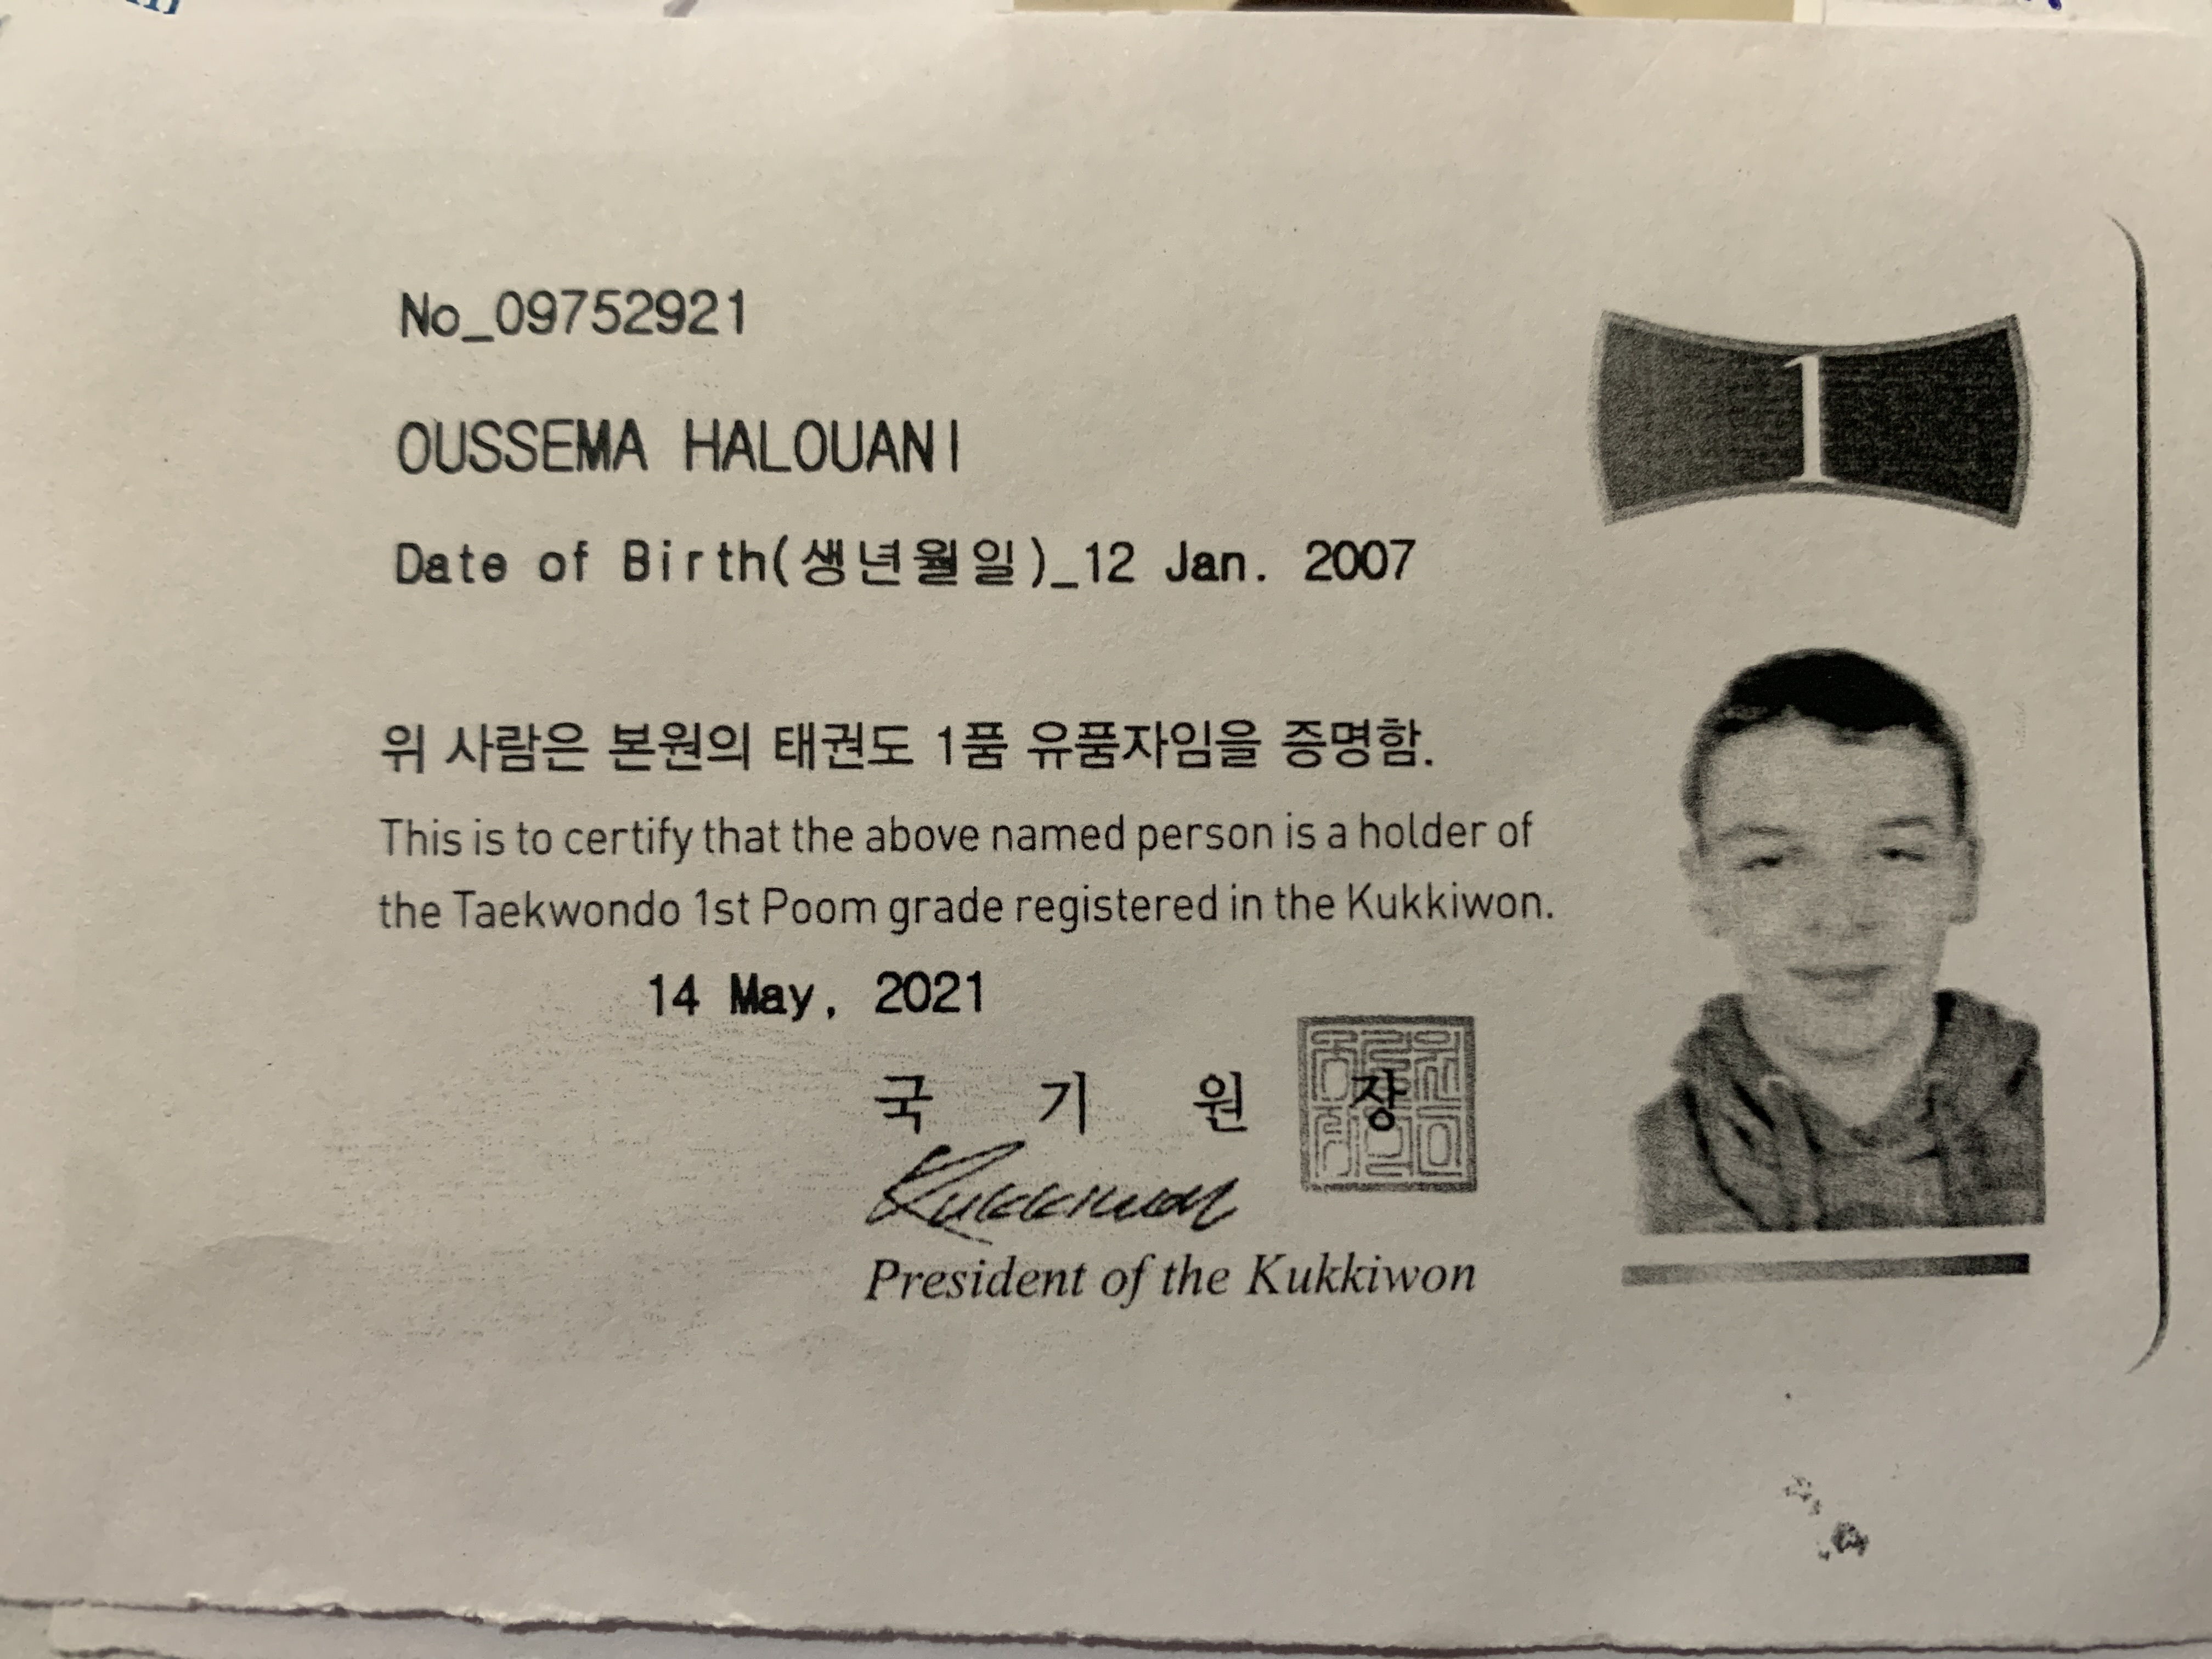 No_09752921
1
OUSSEMA HALOUANI
Date of Birth(생년월일)_12 Jan. 2007
위 사람은 본원의 태권도 1품 유품자임을 증명함.
This is to certify that the above named person is a holder of
the Taekwondo 1st Poom grade registered in the Kukkiwon.
14 May, 2021
국 기 원 장
Kukkiwon
President of the Kukkiwon